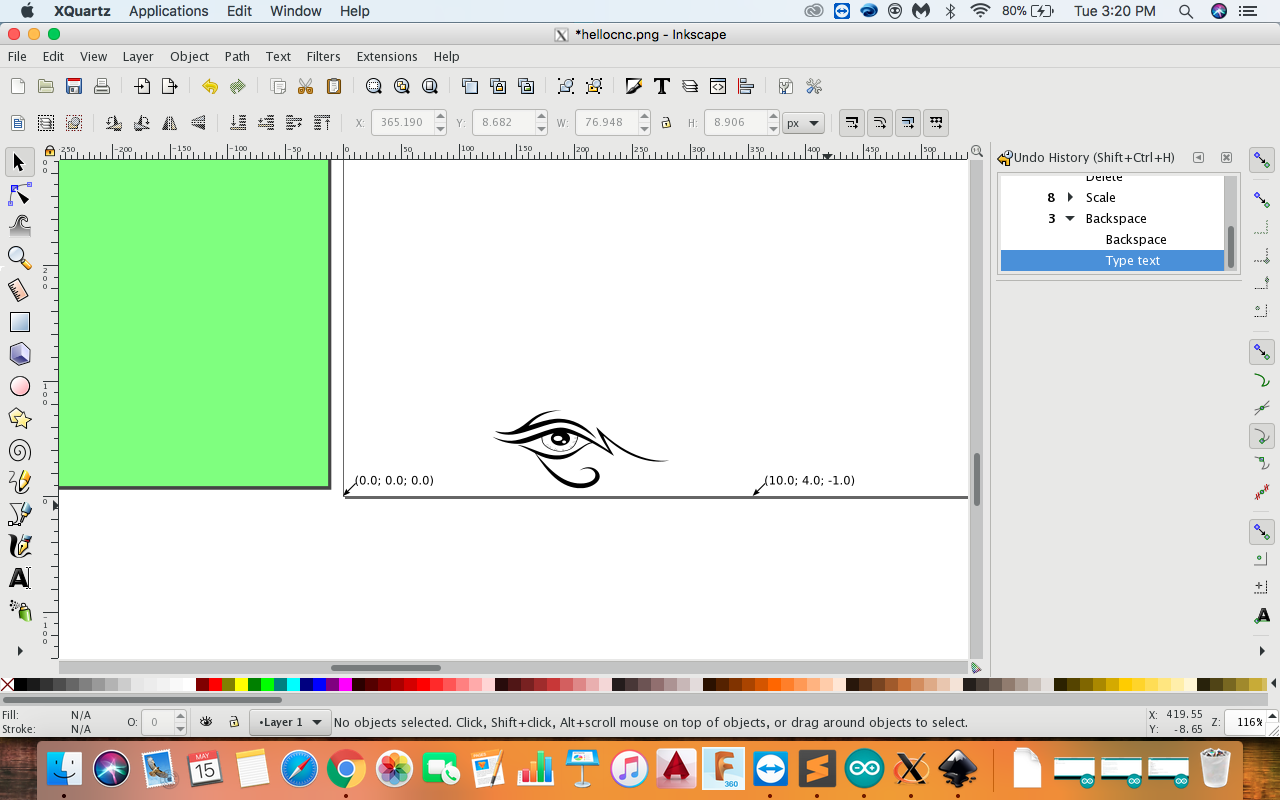 XQuartz Applications Edit Window Help 80% Tue 3:20 PM
*hellocnc.png - Inkscape
File Edit View Layer Object Path Text Filters Extensions Help
X: 365.190 Y: 8.682 W: 76.948 H: 8.906 px
-250 -200 -150 -100 -50 0 50 100 150 200 250 300 350 400 450 500
Undo History (Shift+Ctrl+H)
Delete
8 Scale
3 Backspace
Backspace
Type text
(0.0; 0.0; 0.0) (10.0; 4.0; -1.0)
Fill: N/A
Stroke: N/A
O: 0
•Layer 1
No objects selected. Click, Shift+click, Alt+scroll mouse on top of objects, or drag around objects to select.
X: 419.55
Y: -8.65
Z: 116%
MAY
15
360